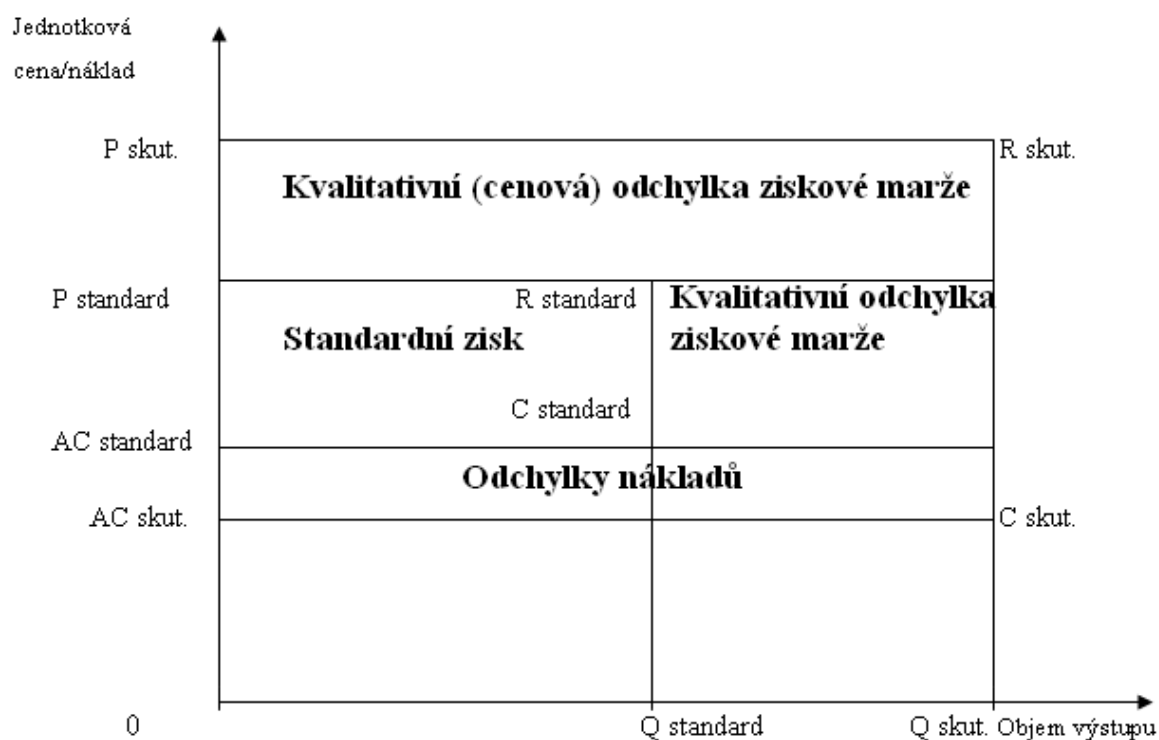 Jednotková
cena/náklad
P skut.
R skut.
Kvalitativní (cenová) odchylka ziskové marže
P standard
R standard
Kvalitativní odchylka
ziskové marže
Standardní zisk
C standard
AC standard
Odchylky nákladů
AC skut.
C skut.
0
Q standard
Q skut.
Objem výstupu